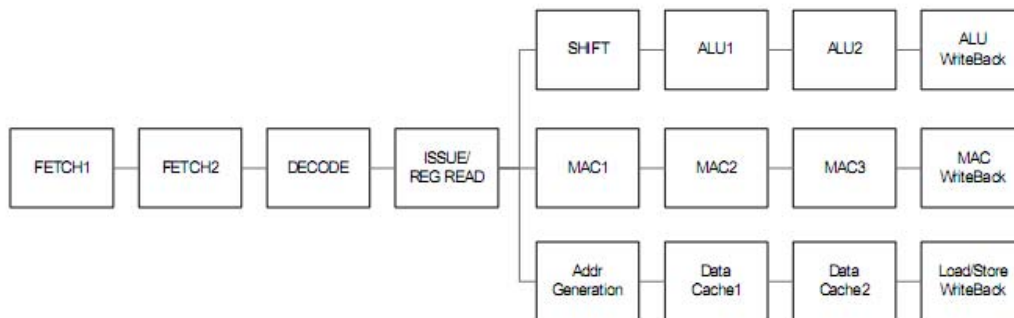 SHIFT
ALU1
ALU2
ALU
WriteBack
FETCH1
FETCH2
DECODE
ISSUE/
REG READ
MAC1
MAC2
MAC3
MAC
WriteBack
Addr
Generation
Data
Cache1
Data
Cache2
Load/Store
WriteBack